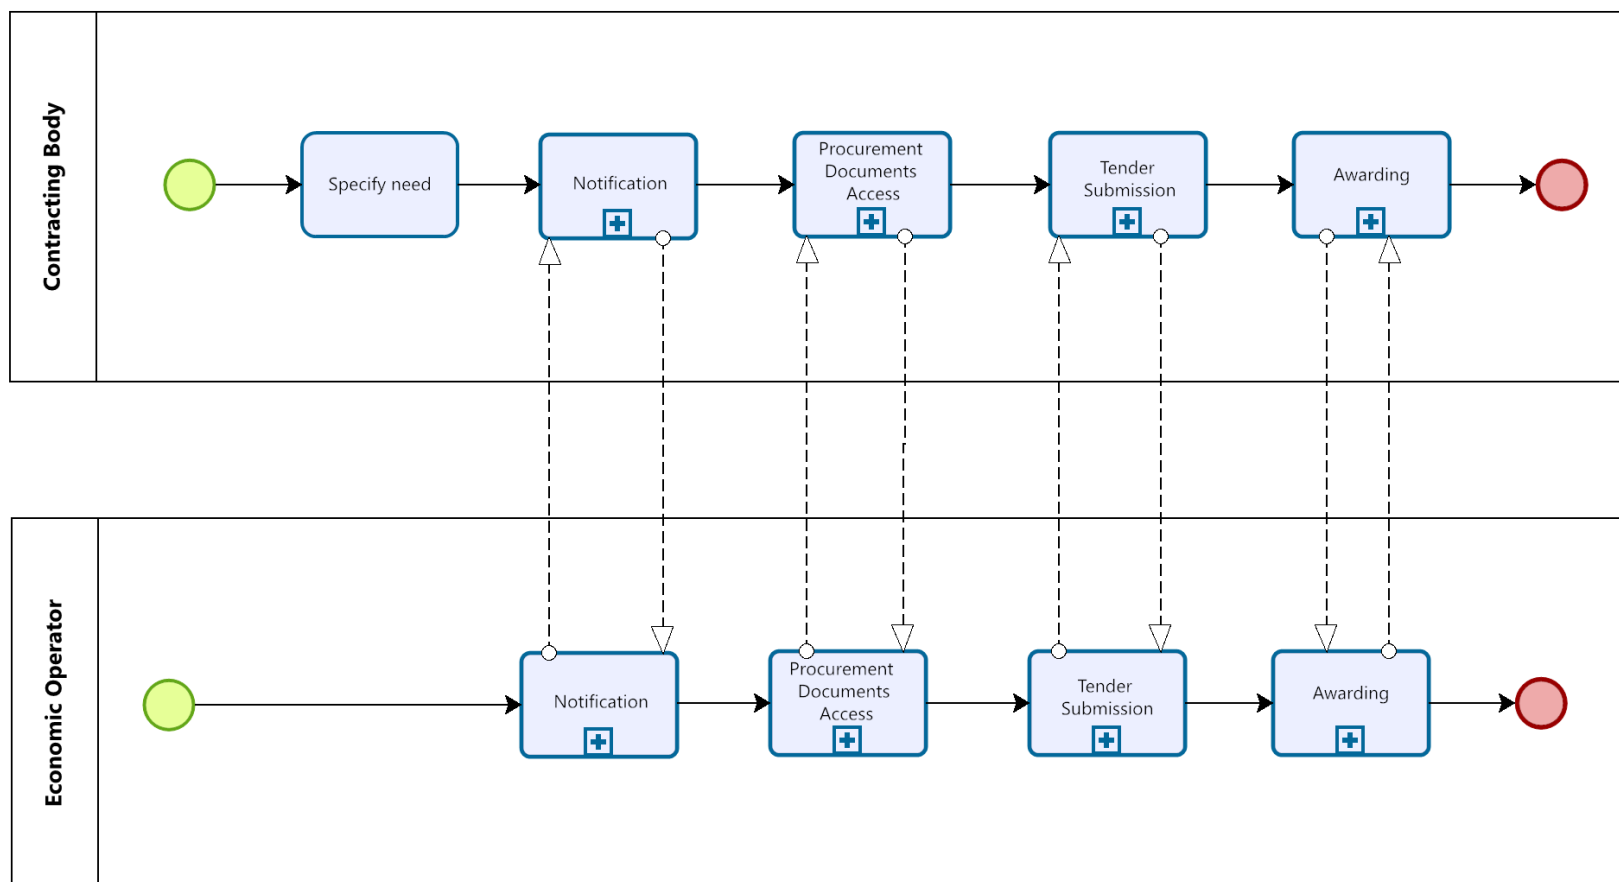 Contracting Body
Specify need
Notification
Procurement
Documents
Access
Tender
Submission
Awarding
Economic Operator
Notification
Procurement
Documents
Access
Tender
Submission
Awarding